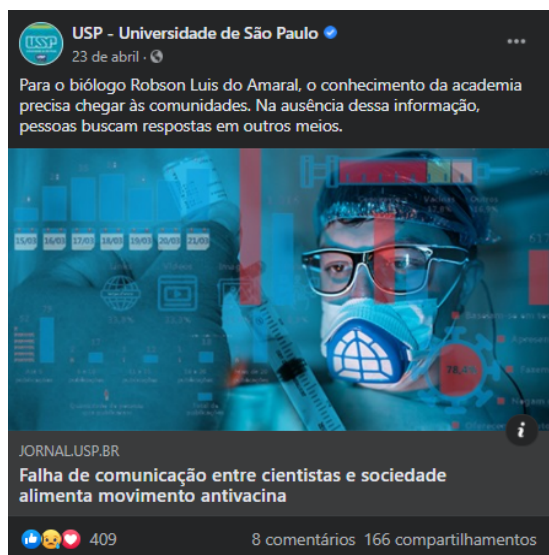 USP
USP - Universidade de São Paulo
23 de abril ·
Para o biólogo Robson Luis do Amaral, o conhecimento da academia
precisa chegar às comunidades. Na ausência dessa informação,
pessoas buscam respostas em outros meios.
15/03 16/03 17/03 18/03 19/03 20/03 21/03
78,4%
JORNAL.USP.BR
Falha de comunicação entre cientistas e sociedade
alimenta movimento antivacina
409
8 comentários 166 compartilhamentos